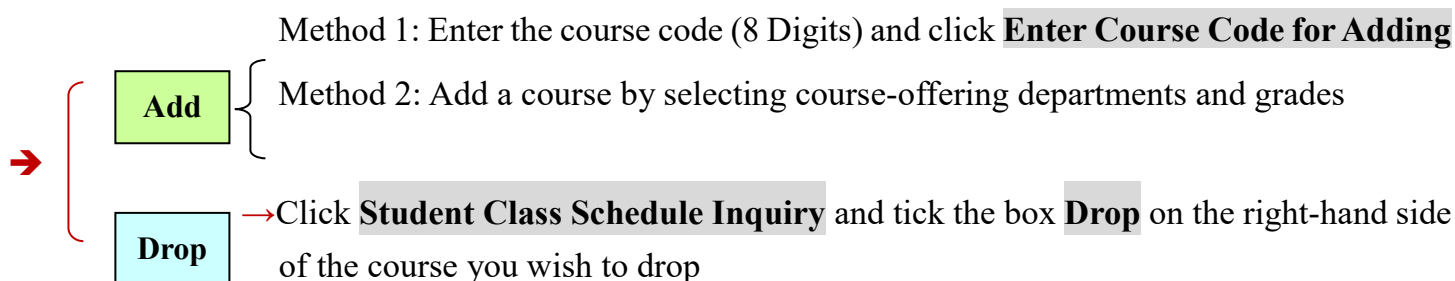 Method 1: Enter the course code (8 Digits) and click Enter Course Code for Adding
Add
Method 2: Add a course by selecting course-offering departments and grades
➔
Drop
→Click Student Class Schedule Inquiry and tick the box Drop on the right-hand side
of the course you wish to drop